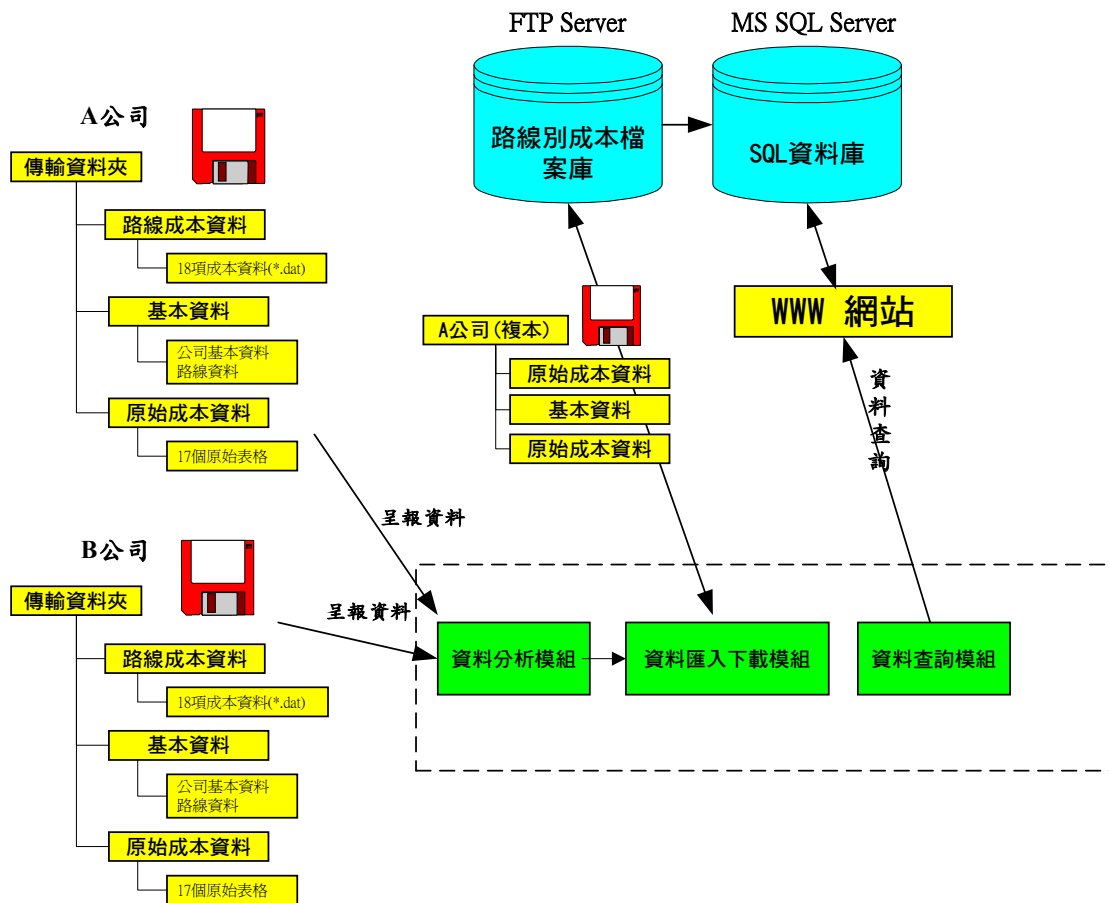 FTP Server
MS SQL Server
路線別成本檔
案庫
SQL資料庫
A公司
傳輸資料夾
路線成本資料
18項成本資料(*.dat)
基本資料
公司基本資料
路線資料
原始成本資料
17個原始表格
A公司(複本)
原始成本資料
基本資料
原始成本資料
WWW 網站
資
料
查
詢
呈報資料
B公司
傳輸資料夾
路線成本資料
18項成本資料(*.dat)
基本資料
公司基本資料
路線資料
原始成本資料
17個原始表格
呈報資料
資料分析模組
資料匯入下載模組
資料查詢模組